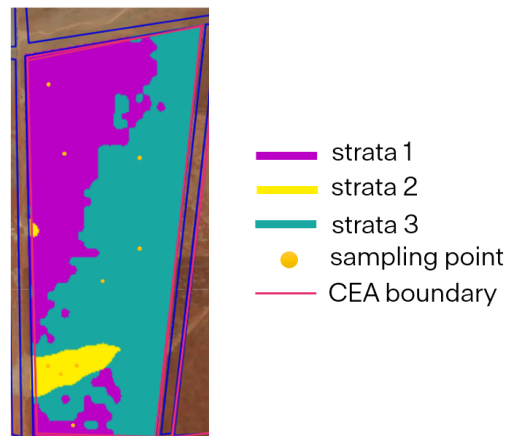 strata 1
strata 2
strata 3
sampling point
CEA boundary